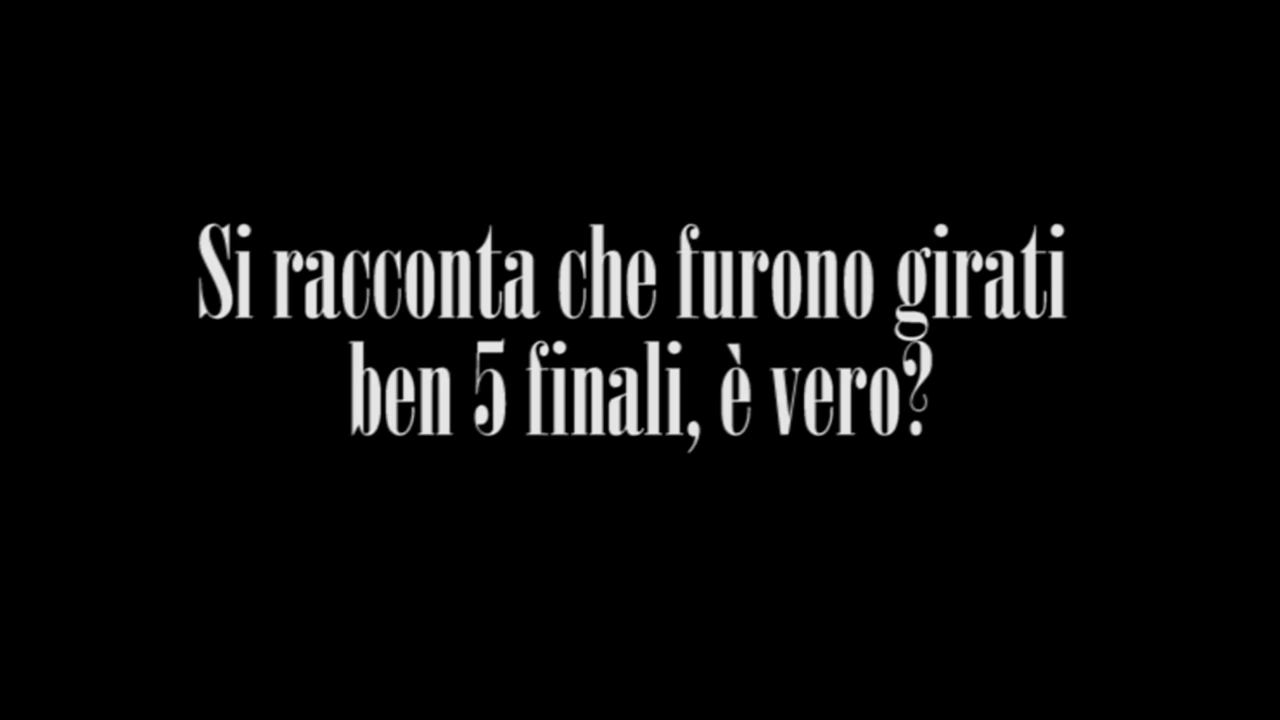 Si racconta che furono girati
ben 5 finali, è vero?